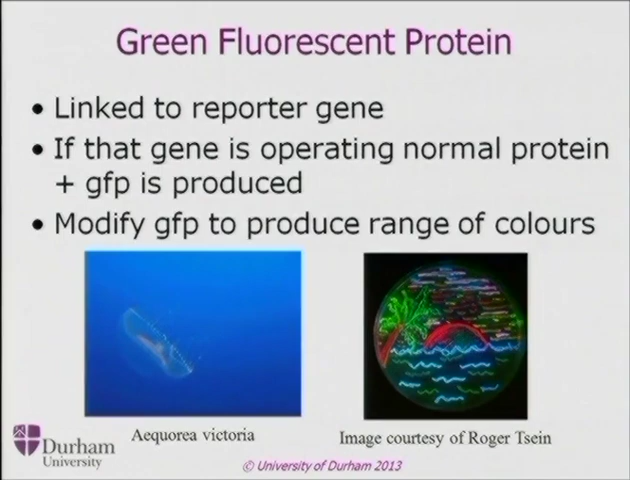 Green Fluorescent Protein
• Linked to reporter gene
• If that gene is operating normal protein
+ gfp is produced
• Modify gfp to produce range of colours
Aequorea victoria
Image courtesy of Roger Tsein
Durham
University
© University of Durham 2013